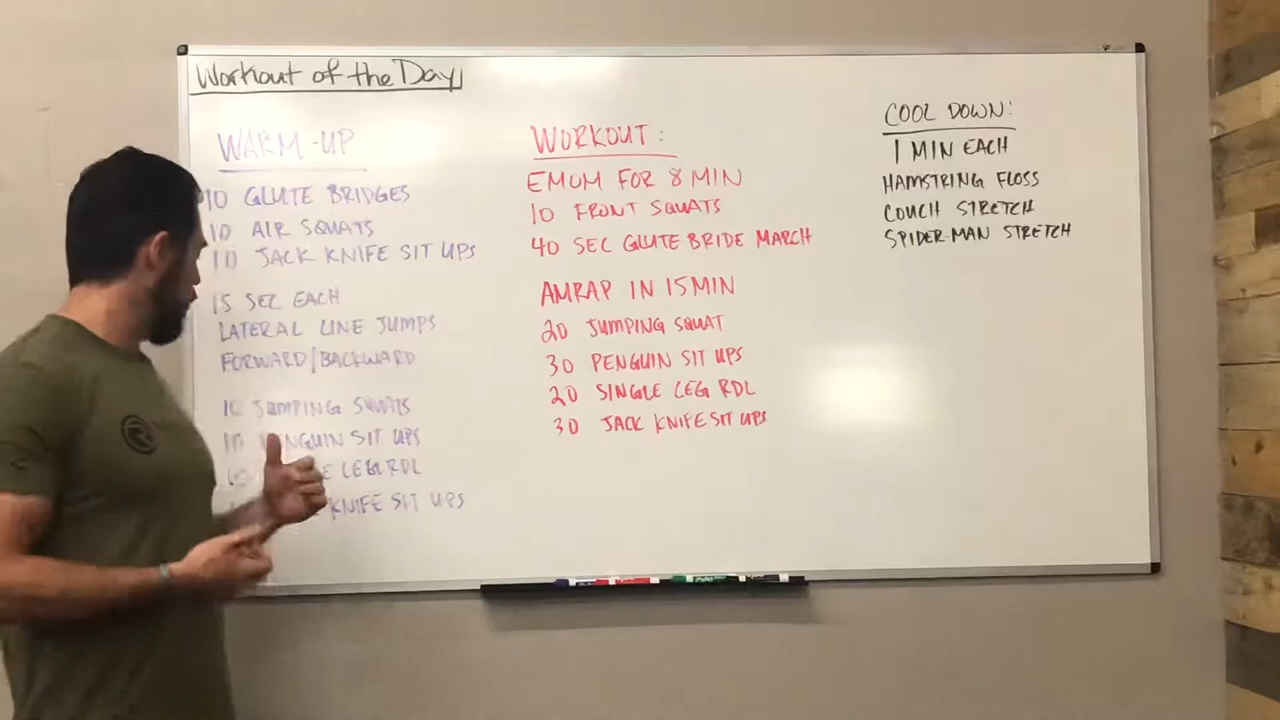 Workout of the Day
WARM-UP
10 GLUTE BRIDGES
10 AIR SQUATS
10 JACK KNIFE SIT UPS
15 SEC EACH
LATERAL LINE JUMPS
FORWARD/BACKWARD
10 JUMPING SQUATS
10 PENGUIN SIT UPS
LEG RDL
KNIFE SIT UPS
WORKOUT:
EMOM FOR 8 MIN
10 FRONT SQUATS
40 SEC GLUTE BRIDE MARCH
AMRAP IN 15 MIN
20 JUMPING SQUAT
30 PENGUIN SIT UPS
20 SINGLE LEG RDL
30 JACK KNIFE SIT UPS
COOL DOWN:
1 MIN EACH
HAMSTRING FLOSS
COUCH STRETCH
SPIDER-MAN STRETCH